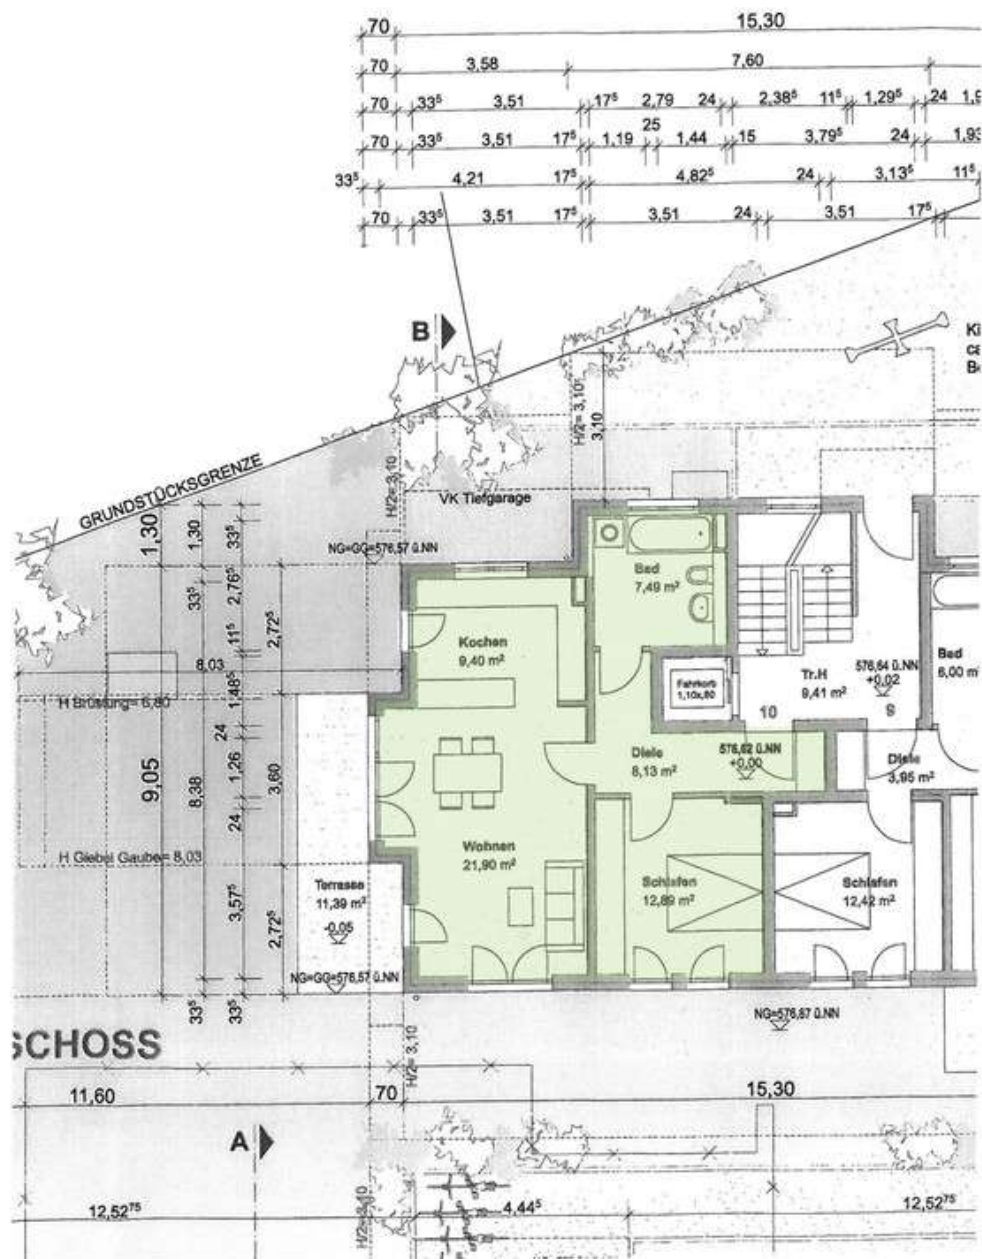 70 15,30
70 3,58 7,60
70 33⁵ 3,51 17⁵ 2,79 24 2,38⁵ 11⁵ 1,29⁵ 24
25
70 33⁵ 3,51 17⁵ 1,19 1,44 15 3,79⁵ 24 1,93
33⁵ 4,21 17⁵ 4,82⁵ 24 3,13⁵ 11⁵
70 33⁵ 3,51 17⁵ 3,51 24 3,51 17⁵
B
H/2= 3,10⁵
3,10
GRUNDSTÜCKSGRENZE
H/2=3,10
VK Tiefgarage
1,30
1,30
33⁵
NG=GG=576,57 ü.NN
Bad
7,49 m²
33⁵
2,76⁵
2,72⁵
11⁵
Kochen
9,40 m²
8,03
1,48⁵
H Brüstung= 6,80
Fahrkorb
1,10x,80
Tr.H
9,41 m²
576,64 ü.NN
+0,02
Bad
6,00 m²
10
9
24
9,05
8,38
1,26
3,60
24
Diele
8,13 m²
576,62 ü.NN
+0,00
Diele
3,95 m²
H Giebel Gaube= 8,03
Wohnen
21,90 m²
Terrasse
11,39 m²
-0,05
3,57⁵
2,72⁵
Schlafen
12,89 m²
Schlafen
12,42 m²
NG=GG=576,57 ü.NN
33⁵
33⁵
NG=576,57 ü.NN
SCHOSS
H/2= 3,10
11,60 70 15,30
A
H/2= 3,10
12,52⁷⁵ 4,44⁵ 12,52⁷⁵